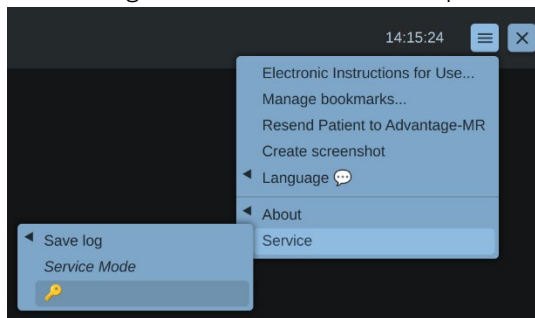 14:15:24
Electronic Instructions for Use...
Manage bookmarks...
Resend Patient to Advantage-MR
Create screenshot
Language 💬
About
Service
Save log
Service Mode
🔑